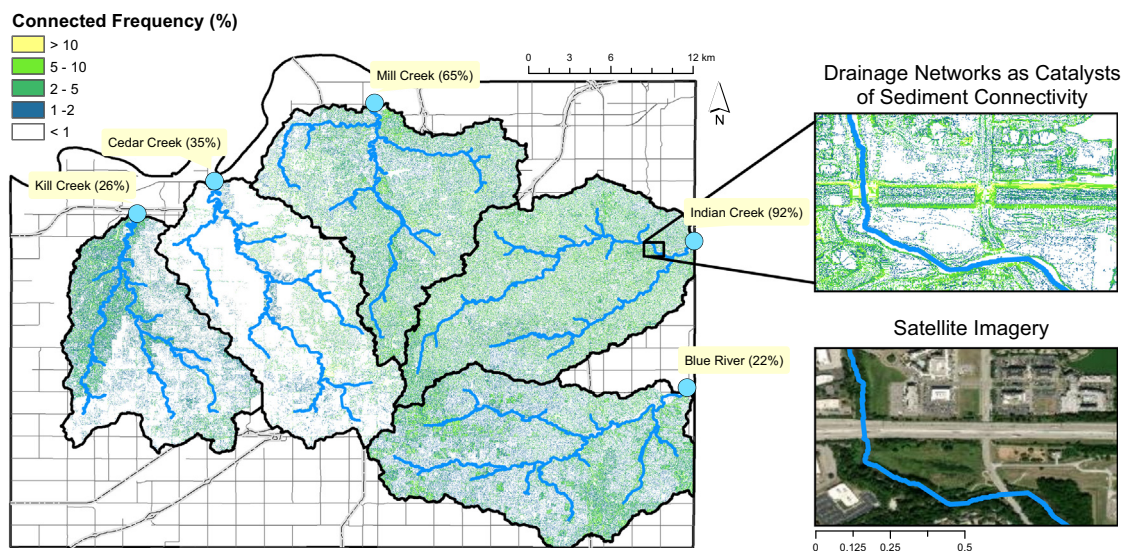 Connected Frequency (%)
> 10
5 - 10
2 - 5
1 -2
< 1
0 3 6 12 km
N
Mill Creek (65%)
Cedar Creek (35%)
Kill Creek (26%)
Indian Creek (92%)
Blue River (22%)
Drainage Networks as Catalysts
of Sediment Connectivity
Satellite Imagery
0 0.125 0.25 0.5